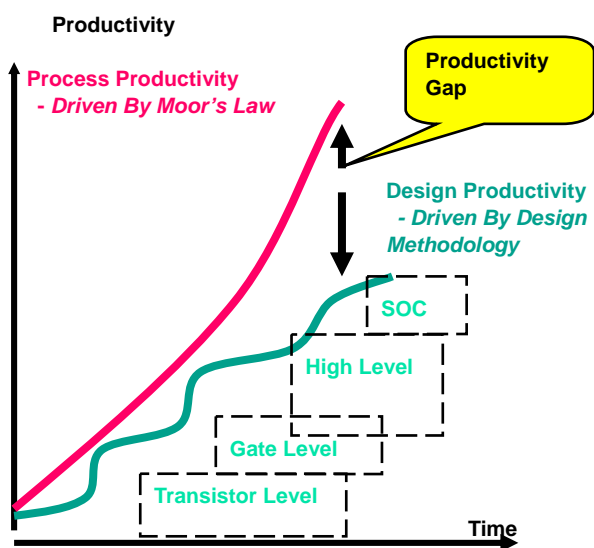 Productivity
Process Productivity
- Driven By Moor's Law
Productivity
Gap
Design Productivity
- Driven By Design
Methodology
SOC
High Level
Gate Level
Transistor Level
Time